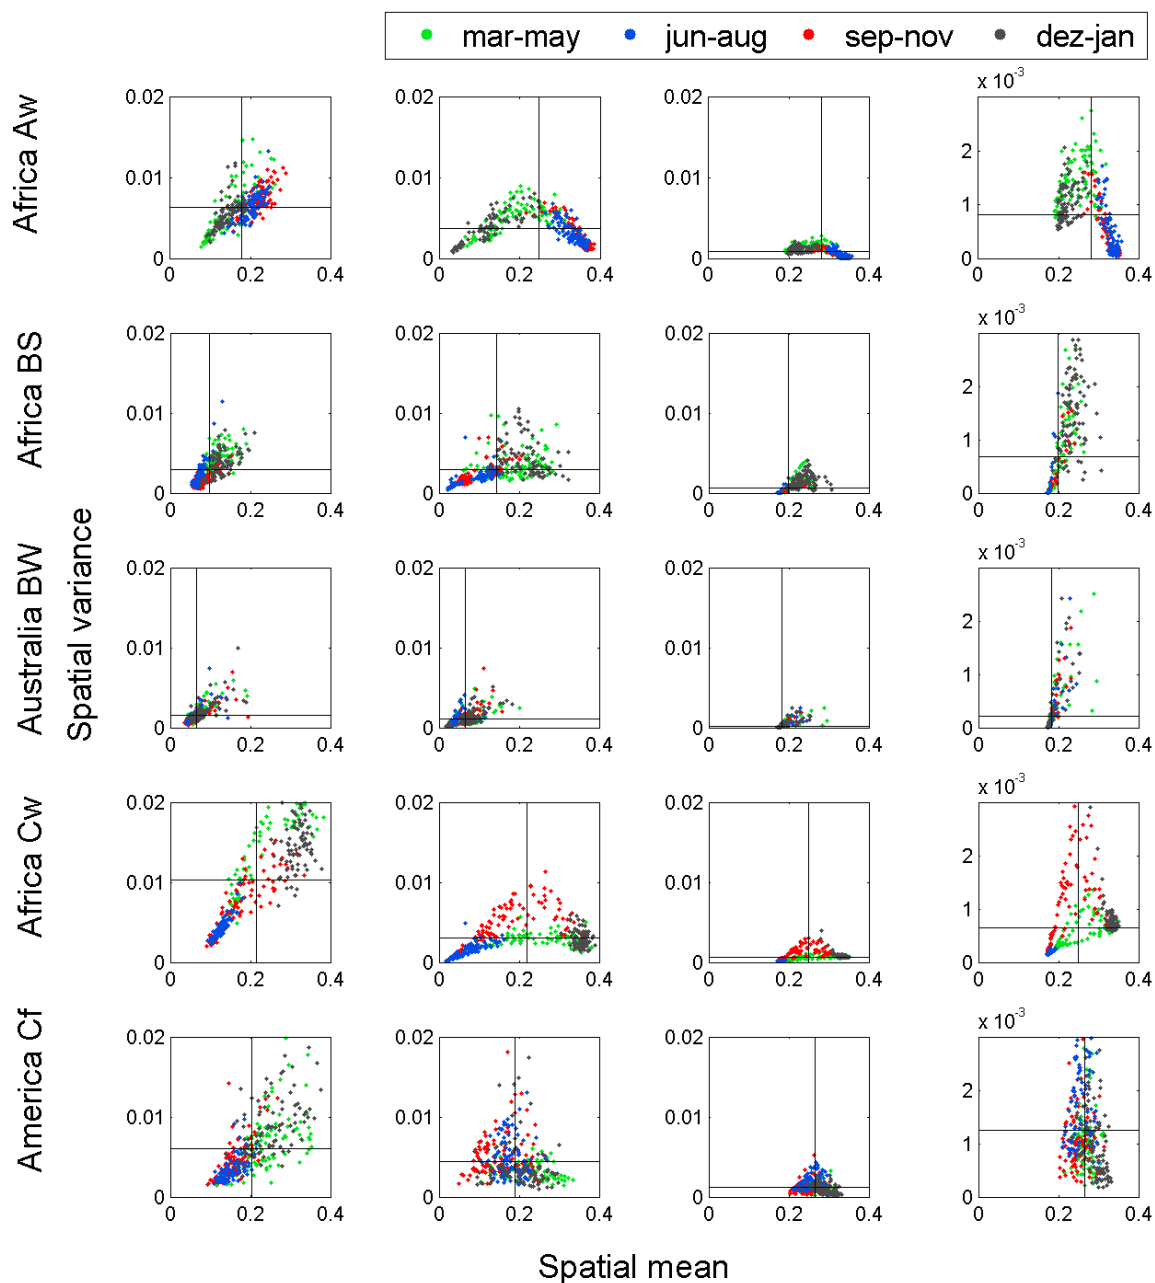 mar-may jun-aug sep-nov dez-jan
x 10-3
Africa Aw
0.02 0.02 0.02 2
0.01 0.01 0.01 1
0 0 0 0
0 0.2 0.4 0 0.2 0.4 0 0.2 0.4 0 0.2 0.4
x 10-3
Africa BS
0.02 0.02 0.02 2
0.01 0.01 0.01 1
0 0 0 0
0 0.2 0.4 0 0.2 0.4 0 0.2 0.4 0 0.2 0.4
Spatial variance
x 10-3
Australia BW
0.02 0.02 0.02 2
0.01 0.01 0.01 1
0 0 0 0
0 0.2 0.4 0 0.2 0.4 0 0.2 0.4 0 0.2 0.4
x 10-3
Africa Cw
0.02 0.02 0.02 2
0.01 0.01 0.01 1
0 0 0 0
0 0.2 0.4 0 0.2 0.4 0 0.2 0.4 0 0.2 0.4
x 10-3
America Cf
0.02 0.02 0.02 2
0.01 0.01 0.01 1
0 0 0 0
0 0.2 0.4 0 0.2 0.4 0 0.2 0.4 0 0.2 0.4
Spatial mean